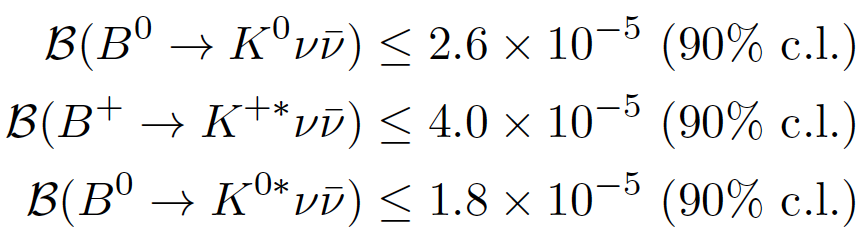 ℬ(B⁰ → K⁰νν̄) ≤ 2.6 × 10⁻⁵ (90% c.l.)
ℬ(B⁺ → K⁺*νν̄) ≤ 4.0 × 10⁻⁵ (90% c.l.)
ℬ(B⁰ → K⁰*νν̄) ≤ 1.8 × 10⁻⁵ (90% c.l.)